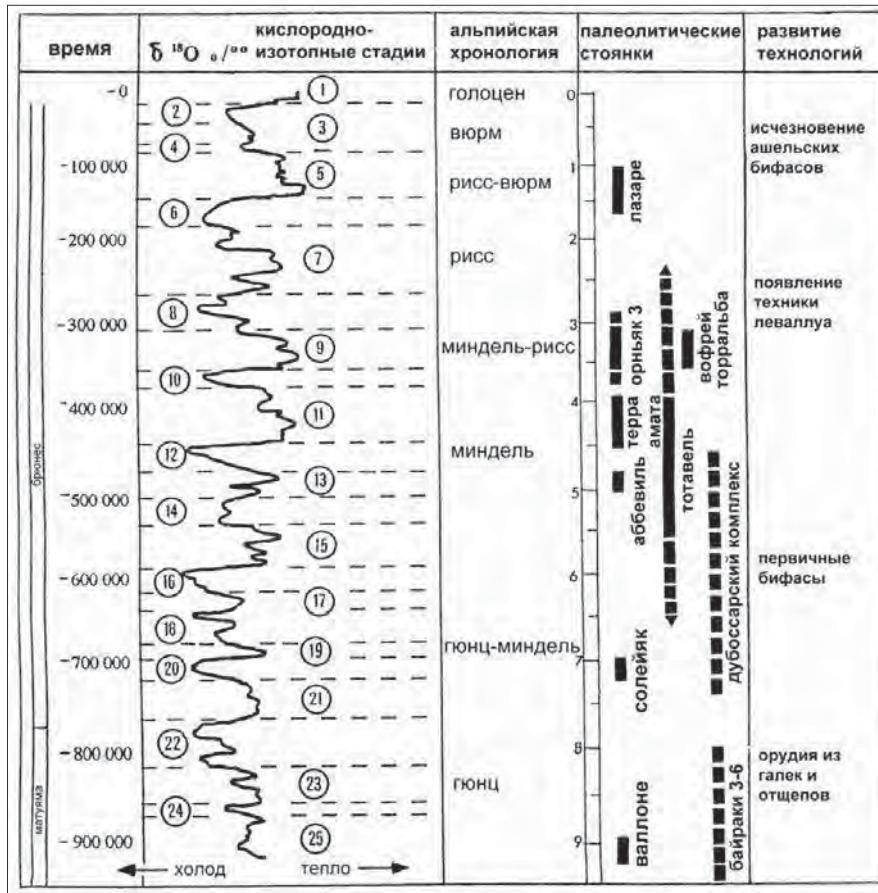 время
δ ¹⁸O ₀/°°
кислородно-
изотопные стадии
альпийская
хронология
палеолитические
стоянки
развитие
технологий
-0
-100 000
-200 000
-300 000
-400 000
-500 000
-600 000
-700 000
-800 000
-900 000
брюнес
матуяма
1
2
3
4
5
6
7
8
9
10
11
12
13
14
15
16
17
18
19
20
21
22
23
24
25
холод
тепло
голоцен
вюрм
рисс-вюрм
рисс
миндель-рисс
миндель
гюнц-миндель
гюнц
0
1
2
3
4
5
6
7
8
9
лазаре
орньяк 3
вофрей
торральба
терра
амата
тотавель
аббевиль
дубоссарский комплекс
солейяк
валлоне
байраки 3-6
исчезновение
ашельских
бифасов
появление
техники
леваллуа
первичные
бифасы
орудия из
галек и
отщепов